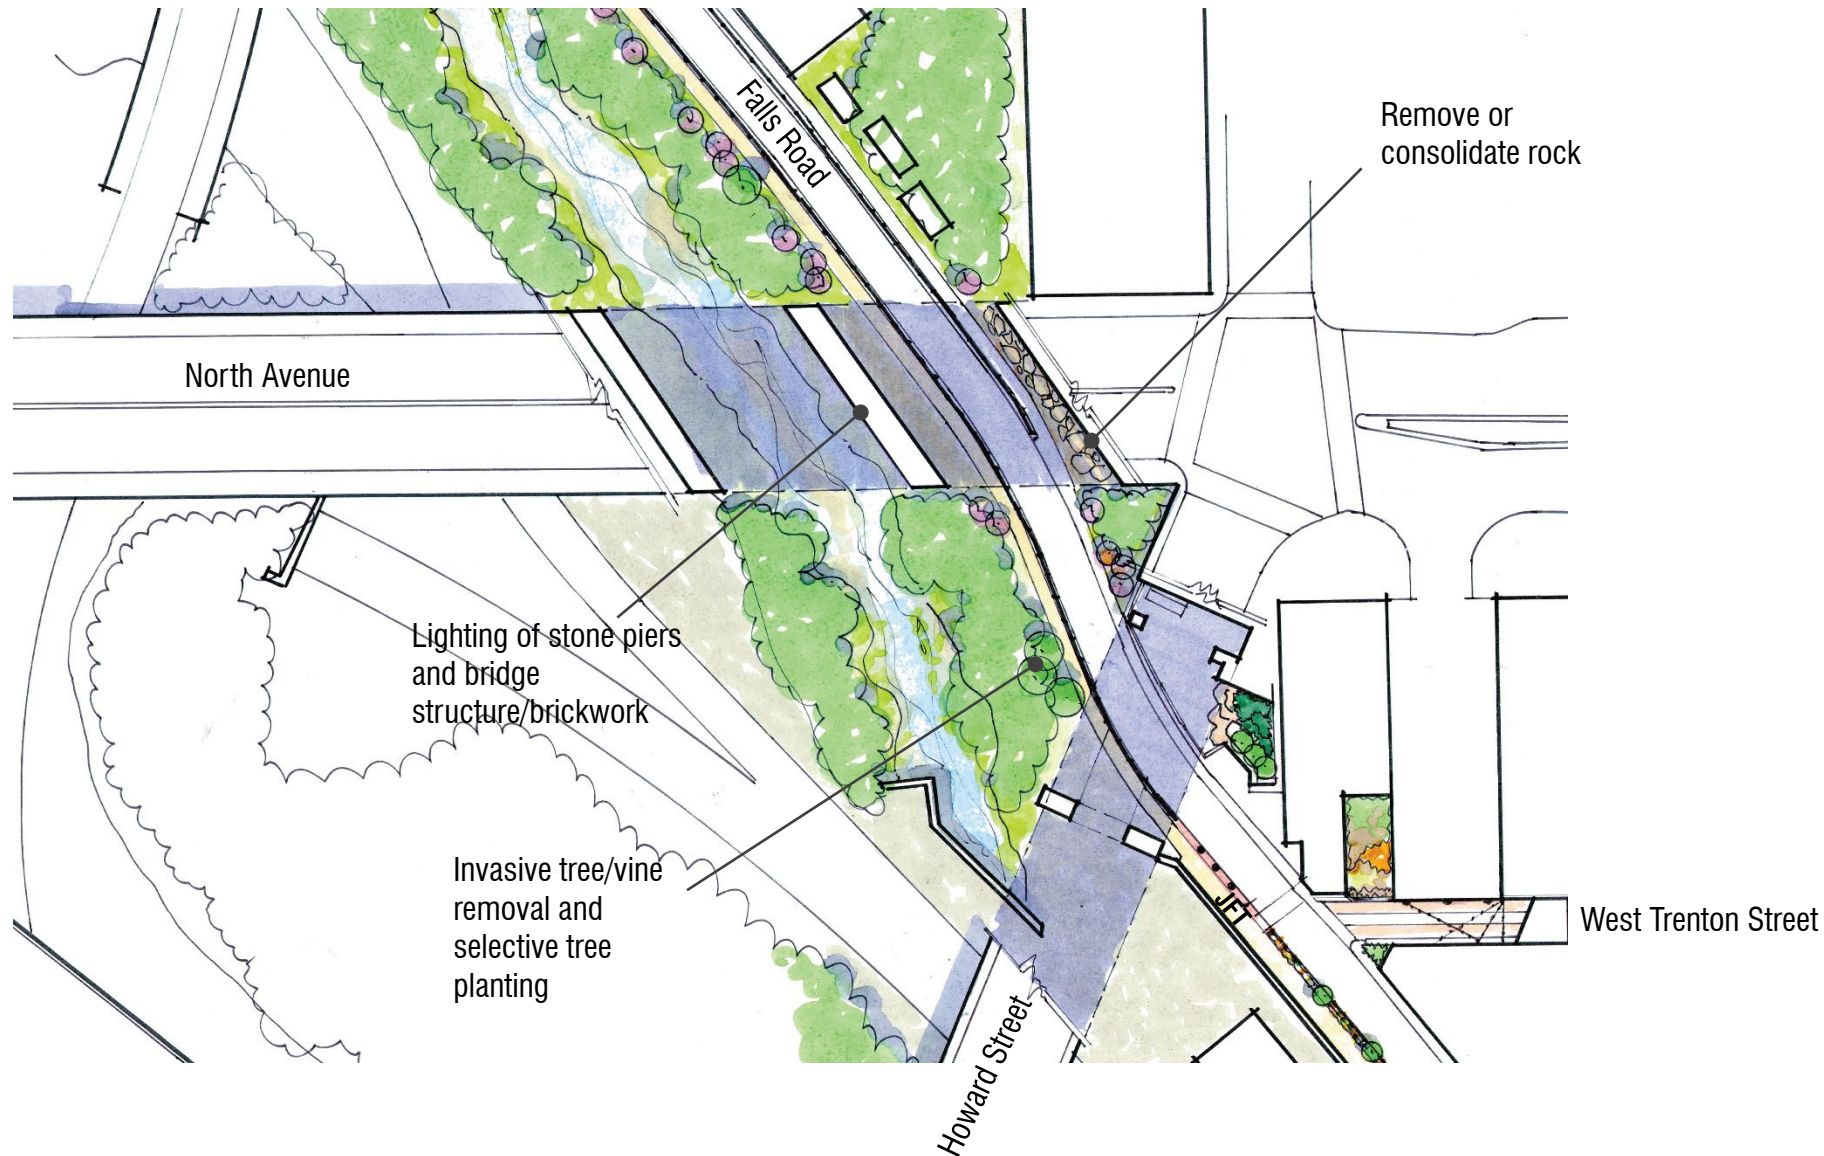 Falls Road
Remove or
consolidate rock
North Avenue
Lighting of stone piers
and bridge
structure/brickwork
Invasive tree/vine
removal and
selective tree
planting
JFT
West Trenton Street
Howard Street